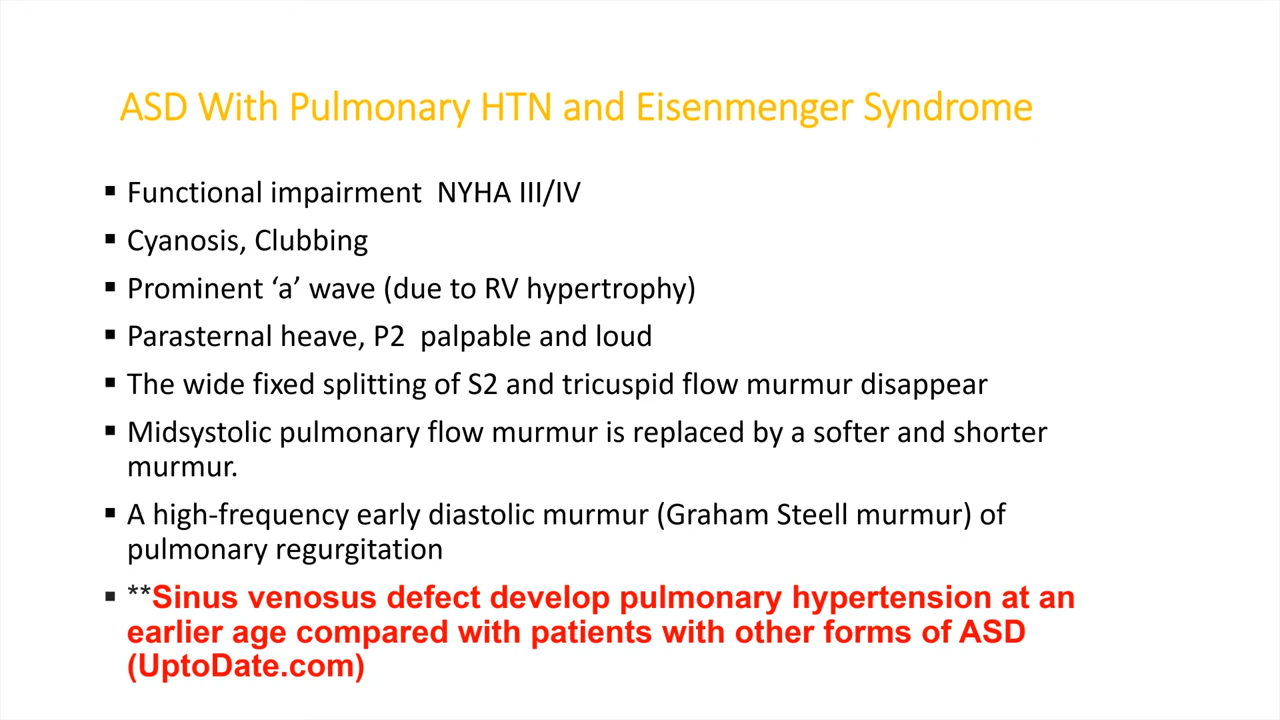 ASD With Pulmonary HTN and Eisenmenger Syndrome
▪ Functional impairment  NYHA III/IV
▪ Cyanosis, Clubbing
▪ Prominent ‘a’ wave (due to RV hypertrophy)
▪ Parasternal heave, P2  palpable and loud
▪ The wide fixed splitting of S2 and tricuspid flow murmur disappear
▪ Midsystolic pulmonary flow murmur is replaced by a softer and shorter
murmur.
▪ A high-frequency early diastolic murmur (Graham Steell murmur) of
pulmonary regurgitation
▪ **Sinus venosus defect develop pulmonary hypertension at an
earlier age compared with patients with other forms of ASD
(UptoDate.com)